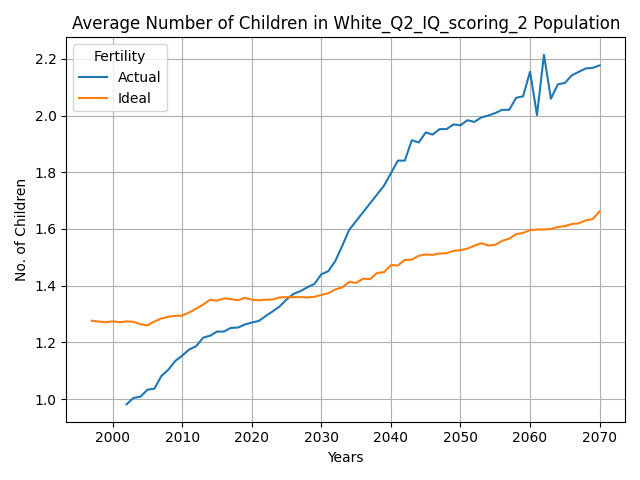 Average Number of Children in White_Q2_IQ_scoring_2 Population
Fertility
Actual
Ideal
2.2
2.0
1.8
1.6
1.4
1.2
1.0
No. of Children
2000 2010 2020 2030 2040 2050 2060 2070
Years